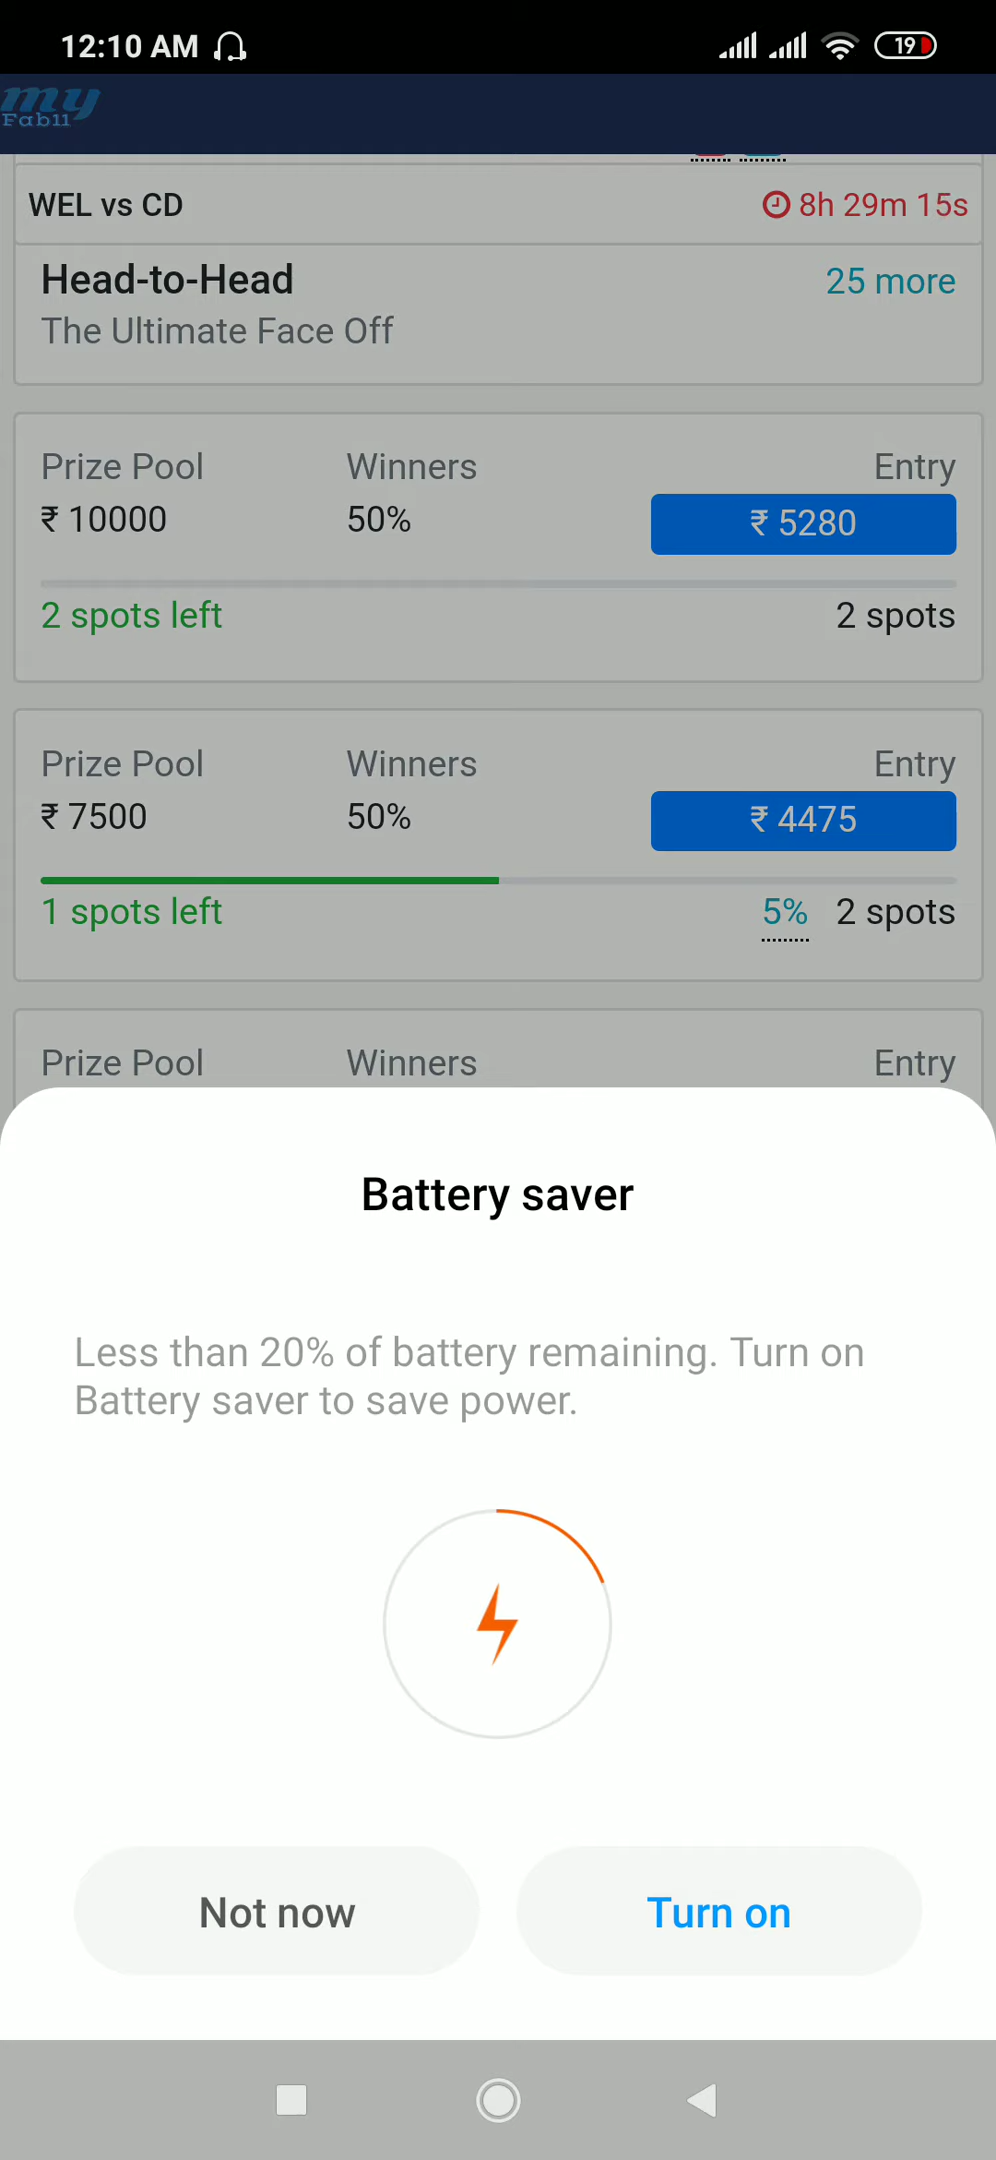 12:10 AM 19
my
Fab11
WEL vs CD 8h 29m 15s
Head-to-Head 25 more
The Ultimate Face Off
Prize Pool Winners Entry
₹ 10000 50% ₹ 5280
2 spots left 2 spots
Prize Pool Winners Entry
₹ 7500 50% ₹ 4475
1 spots left 5% 2 spots
Prize Pool Winners Entry
Battery saver
Less than 20% of battery remaining. Turn on
Battery saver to save power.
Not now Turn on